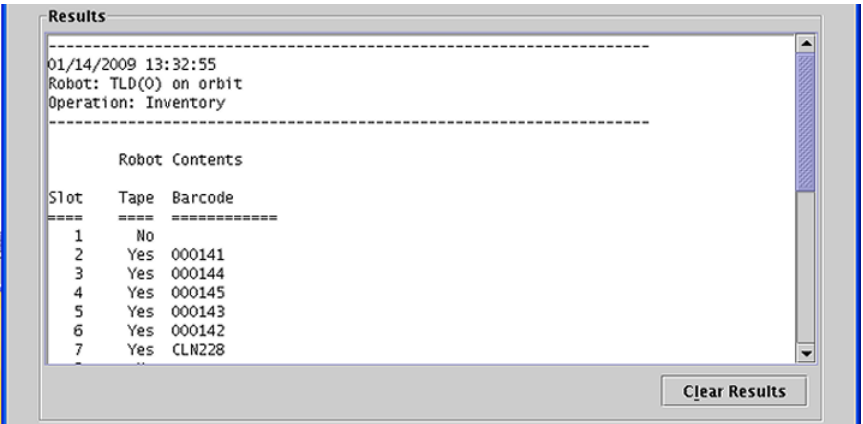 Results
---------------------------------------------------------------------
01/14/2009 13:32:55
Robot: TLD(0) on orbit
Operation: Inventory
---------------------------------------------------------------------
Robot Contents
Slot Tape Barcode
==== ==== ============
1 No
2 Yes 000141
3 Yes 000144
4 Yes 000145
5 Yes 000143
6 Yes 000142
7 Yes CLN228
Clear Results